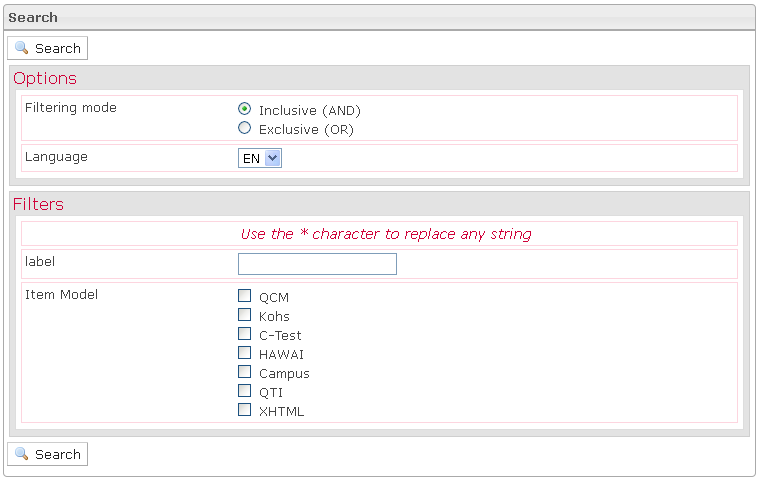 Search
Search
Options
Filtering mode
Inclusive (AND)
Exclusive (OR)
Language
EN
Filters
Use the * character to replace any string
label
Item Model
QCM
Kohs
C-Test
HAWAI
Campus
QTI
XHTML
Search